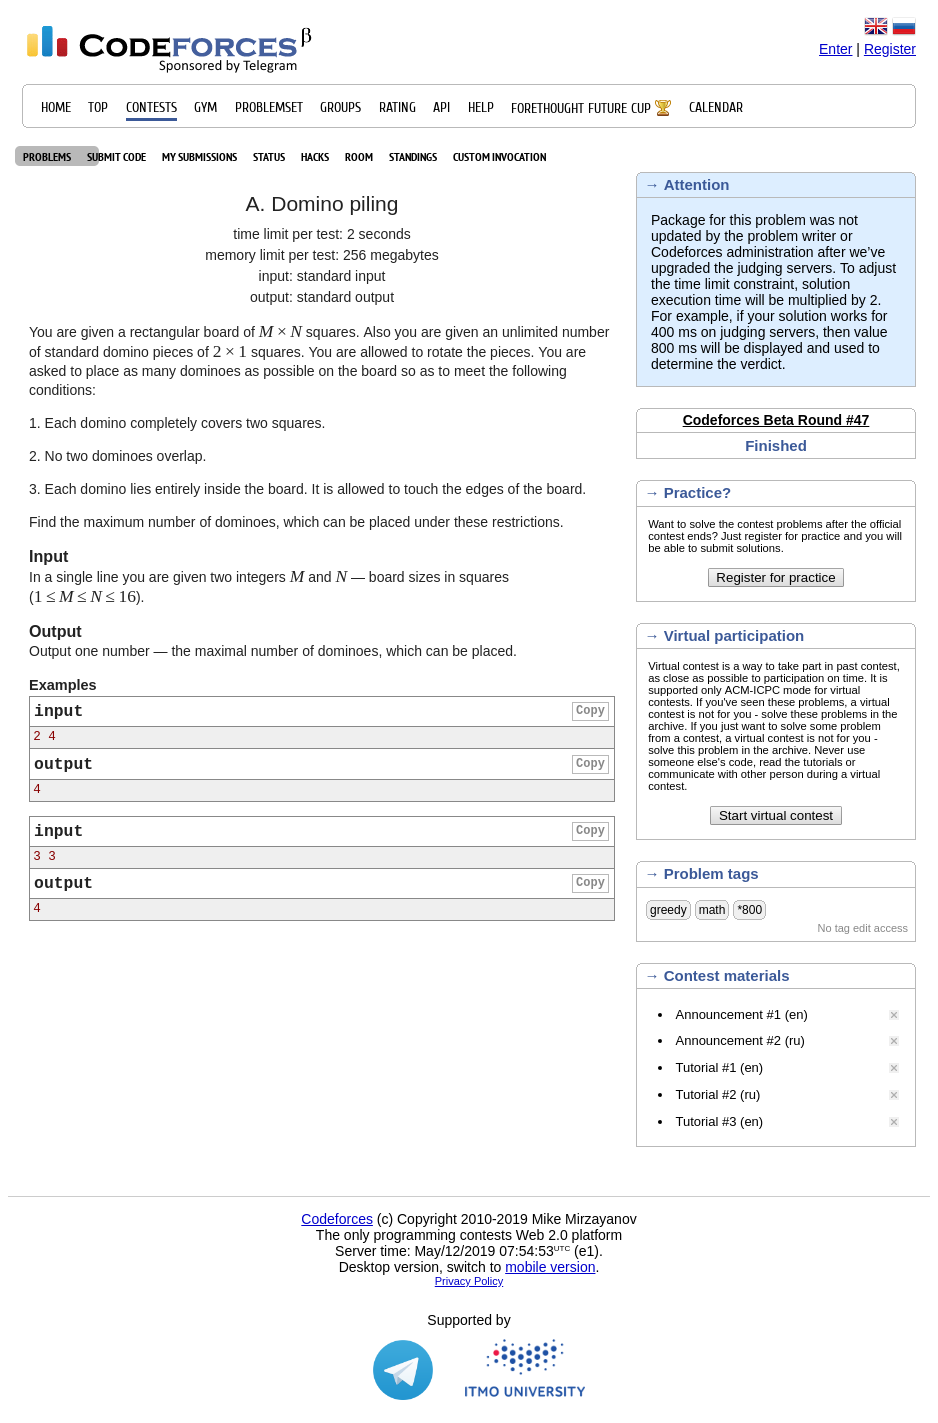 CODEFORCES β
Sponsored by Telegram
Enter | Register
HOME TOP CONTESTS GYM PROBLEMSET GROUPS RATING API HELP FORETHOUGHT FUTURE CUP CALENDAR
PROBLEMS SUBMIT CODE MY SUBMISSIONS STATUS HACKS ROOM STANDINGS CUSTOM INVOCATION
A. Domino piling
time limit per test: 2 seconds
memory limit per test: 256 megabytes
input: standard input
output: standard output
You are given a rectangular board of M × N squares. Also you are given an unlimited number
of standard domino pieces of 2 × 1 squares. You are allowed to rotate the pieces. You are
asked to place as many dominoes as possible on the board so as to meet the following
conditions:
1. Each domino completely covers two squares.
2. No two dominoes overlap.
3. Each domino lies entirely inside the board. It is allowed to touch the edges of the board.
Find the maximum number of dominoes, which can be placed under these restrictions.
Input
In a single line you are given two integers M and N — board sizes in squares
(1 ≤ M ≤ N ≤ 16).
Output
Output one number — the maximal number of dominoes, which can be placed.
Examples
input Copy
2 4
output Copy
4
input Copy
3 3
output Copy
4
→ Attention
Package for this problem was not
updated by the problem writer or
Codeforces administration after we’ve
upgraded the judging servers. To adjust
the time limit constraint, solution
execution time will be multiplied by 2.
For example, if your solution works for
400 ms on judging servers, then value
800 ms will be displayed and used to
determine the verdict.
Codeforces Beta Round #47
Finished
→ Practice?
Want to solve the contest problems after the official
contest ends? Just register for practice and you will
be able to submit solutions.
Register for practice
→ Virtual participation
Virtual contest is a way to take part in past contest,
as close as possible to participation on time. It is
supported only ACM-ICPC mode for virtual
contests. If you've seen these problems, a virtual
contest is not for you - solve these problems in the
archive. If you just want to solve some problem
from a contest, a virtual contest is not for you -
solve this problem in the archive. Never use
someone else's code, read the tutorials or
communicate with other person during a virtual
contest.
Start virtual contest
→ Problem tags
greedy math *800
No tag edit access
→ Contest materials
Announcement #1 (en)
Announcement #2 (ru)
Tutorial #1 (en)
Tutorial #2 (ru)
Tutorial #3 (en)
Codeforces (c) Copyright 2010-2019 Mike Mirzayanov
The only programming contests Web 2.0 platform
Server time: May/12/2019 07:54:53UTC (e1).
Desktop version, switch to mobile version.
Privacy Policy
Supported by
ITMO UNIVERSITY